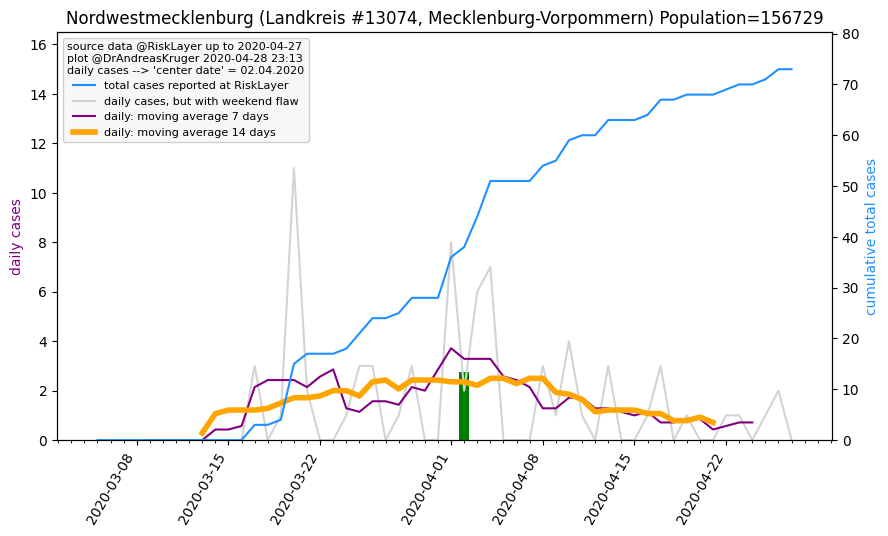 Nordwestmecklenburg (Landkreis #13074, Mecklenburg-Vorpommern) Population=156729
source data @RiskLayer up to 2020-04-27
plot @DrAndreasKruger 2020-04-28 23:13
daily cases --> 'center date' = 02.04.2020
total cases reported at RiskLayer
daily cases, but with weekend flaw
daily: moving average 7 days
daily: moving average 14 days
daily cases
16
14
12
10
8
6
4
2
0
80
70
60
50
40
30
20
10
0
cumulative total cases
2020-03-08
2020-03-15
2020-03-22
2020-04-01
2020-04-08
2020-04-15
2020-04-22